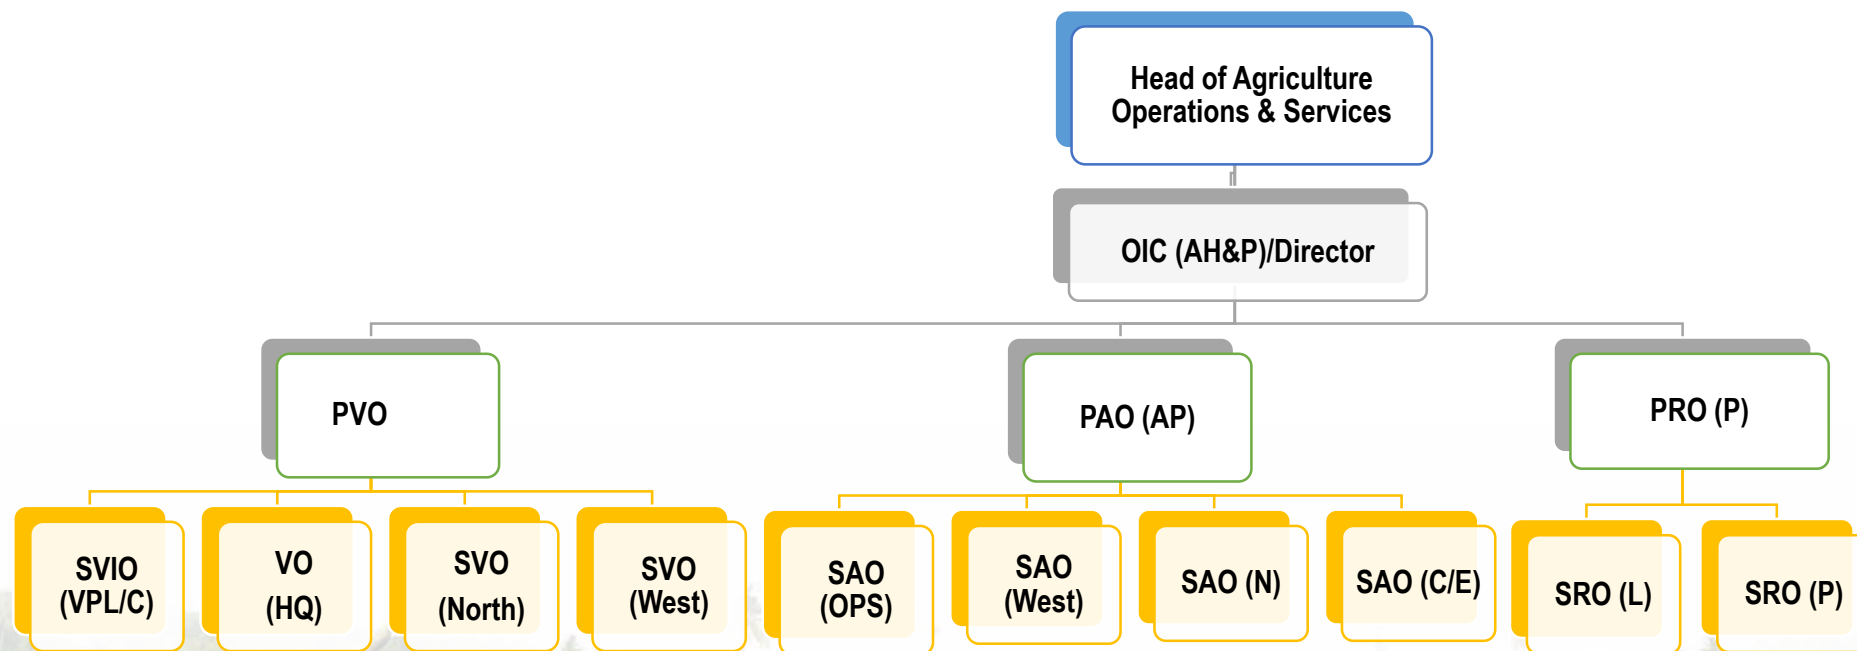 Head of Agriculture
Operations & Services
OIC (AH&P)/Director
PVO
PAO (AP)
PRO (P)
SVIO
(VPL/C)
VO
(HQ)
SVO
(North)
SVO
(West)
SAO
(OPS)
SAO
(West)
SAO (N)
SAO (C/E)
SRO (L)
SRO (P)